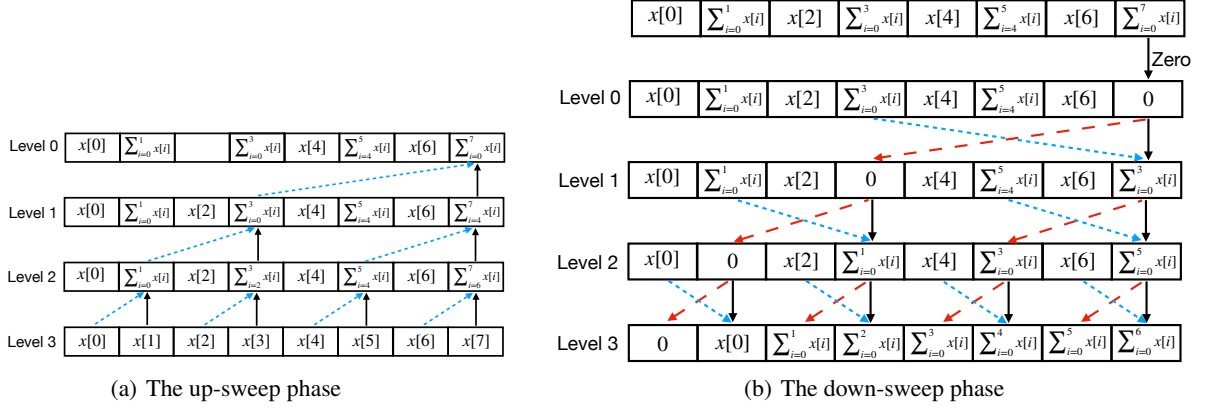 Level 0 x[0] ∑_{i=0}^{1} x[i] ∑_{i=0}^{3} x[i] x[4] ∑_{i=4}^{5} x[i] x[6] ∑_{i=0}^{7} x[i]
Level 1 x[0] ∑_{i=0}^{1} x[i] x[2] ∑_{i=0}^{3} x[i] x[4] ∑_{i=4}^{5} x[i] x[6] ∑_{i=4}^{7} x[i]
Level 2 x[0] ∑_{i=0}^{1} x[i] x[2] ∑_{i=2}^{3} x[i] x[4] ∑_{i=4}^{5} x[i] x[6] ∑_{i=6}^{7} x[i]
Level 3 x[0] x[1] x[2] x[3] x[4] x[5] x[6] x[7]
(a) The up-sweep phase
x[0] ∑_{i=0}^{1} x[i] x[2] ∑_{i=0}^{3} x[i] x[4] ∑_{i=4}^{5} x[i] x[6] ∑_{i=0}^{7} x[i]
Zero
Level 0 x[0] ∑_{i=0}^{1} x[i] x[2] ∑_{i=0}^{3} x[i] x[4] ∑_{i=4}^{5} x[i] x[6] 0
Level 1 x[0] ∑_{i=0}^{1} x[i] x[2] 0 x[4] ∑_{i=4}^{5} x[i] x[6] ∑_{i=0}^{3} x[i]
Level 2 x[0] 0 x[2] ∑_{i=0}^{1} x[i] x[4] ∑_{i=0}^{3} x[i] x[6] ∑_{i=0}^{5} x[i]
Level 3 0 x[0] ∑_{i=0}^{1} x[i] ∑_{i=0}^{2} x[i] ∑_{i=0}^{3} x[i] ∑_{i=0}^{4} x[i] ∑_{i=0}^{5} x[i] ∑_{i=0}^{6} x[i]
(b) The down-sweep phase